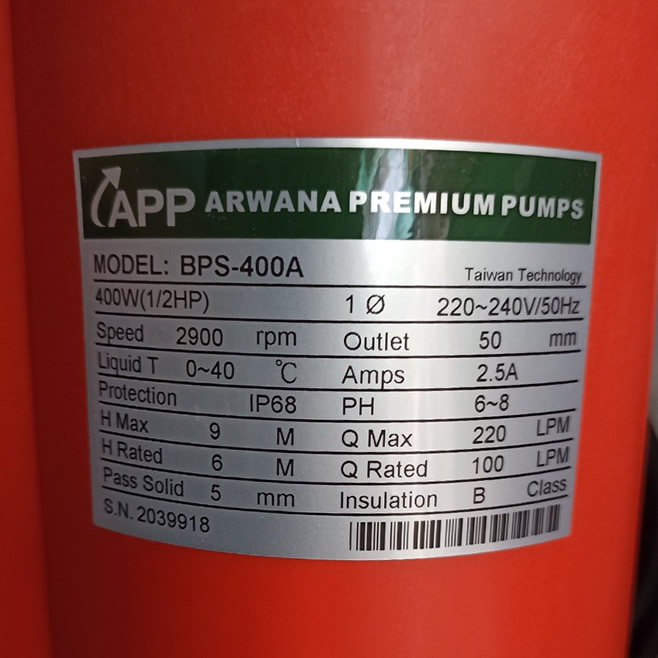 APP ARWANA PREMIUM PUMPS
MODEL: BPS-400A Taiwan Technology
400W(1/2HP) 1 Ø 220~240V/50Hz
Speed 2900 rpm Outlet 50 mm
Liquid T 0~40 ℃ Amps 2.5A
Protection IP68 PH 6~8
H Max 9 M Q Max 220 LPM
H Rated 6 M Q Rated 100 LPM
Pass Solid 5 mm Insulation B Class
S.N. 2039918